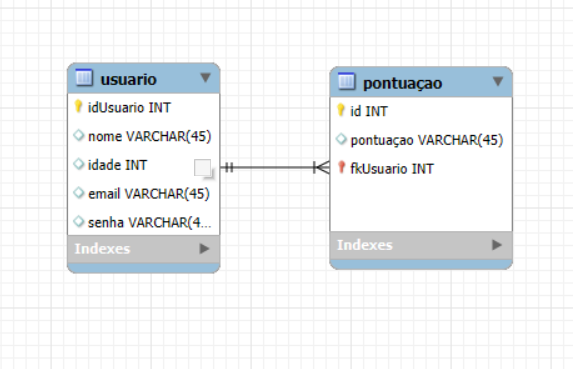 usuario
idUsuario INT
nome VARCHAR(45)
idade INT
email VARCHAR(45)
senha VARCHAR(4...
Indexes
pontuaçao
id INT
pontuaçao VARCHAR(45)
fkUsuario INT
Indexes